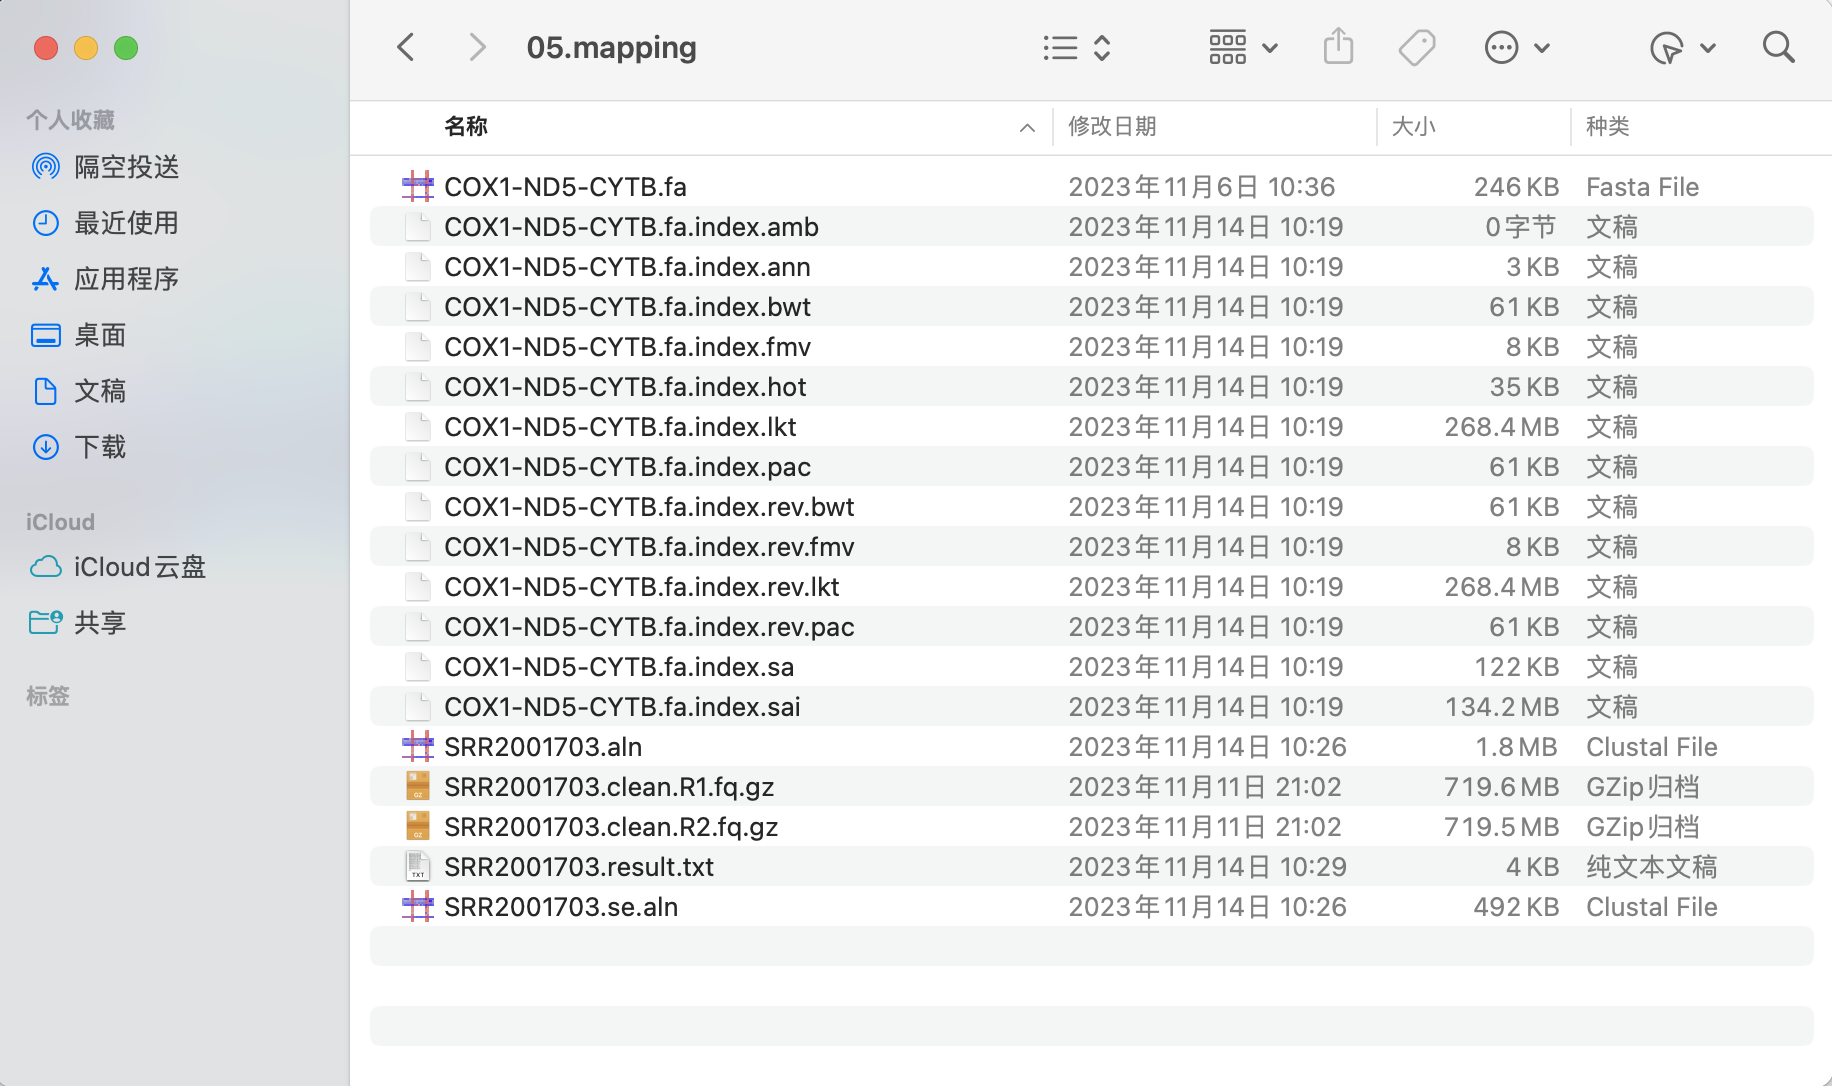 05.mapping
个人收藏
隔空投送
最近使用
应用程序
桌面
文稿
下载
iCloud
iCloud云盘
共享
标签
名称 修改日期 大小 种类
COX1-ND5-CYTB.fa 2023年11月6日 10:36 246 KB Fasta File
COX1-ND5-CYTB.fa.index.amb 2023年11月14日 10:19 0字节 文稿
COX1-ND5-CYTB.fa.index.ann 2023年11月14日 10:19 3 KB 文稿
COX1-ND5-CYTB.fa.index.bwt 2023年11月14日 10:19 61 KB 文稿
COX1-ND5-CYTB.fa.index.fmv 2023年11月14日 10:19 8 KB 文稿
COX1-ND5-CYTB.fa.index.hot 2023年11月14日 10:19 35 KB 文稿
COX1-ND5-CYTB.fa.index.lkt 2023年11月14日 10:19 268.4 MB 文稿
COX1-ND5-CYTB.fa.index.pac 2023年11月14日 10:19 61 KB 文稿
COX1-ND5-CYTB.fa.index.rev.bwt 2023年11月14日 10:19 61 KB 文稿
COX1-ND5-CYTB.fa.index.rev.fmv 2023年11月14日 10:19 8 KB 文稿
COX1-ND5-CYTB.fa.index.rev.lkt 2023年11月14日 10:19 268.4 MB 文稿
COX1-ND5-CYTB.fa.index.rev.pac 2023年11月14日 10:19 61 KB 文稿
COX1-ND5-CYTB.fa.index.sa 2023年11月14日 10:19 122 KB 文稿
COX1-ND5-CYTB.fa.index.sai 2023年11月14日 10:19 134.2 MB 文稿
SRR2001703.aln 2023年11月14日 10:26 1.8 MB Clustal File
GZ SRR2001703.clean.R1.fq.gz 2023年11月11日 21:02 719.6 MB GZip归档
GZ SRR2001703.clean.R2.fq.gz 2023年11月11日 21:02 719.5 MB GZip归档
TXT SRR2001703.result.txt 2023年11月14日 10:29 4 KB 纯文本文稿
SRR2001703.se.aln 2023年11月14日 10:26 492 KB Clustal File